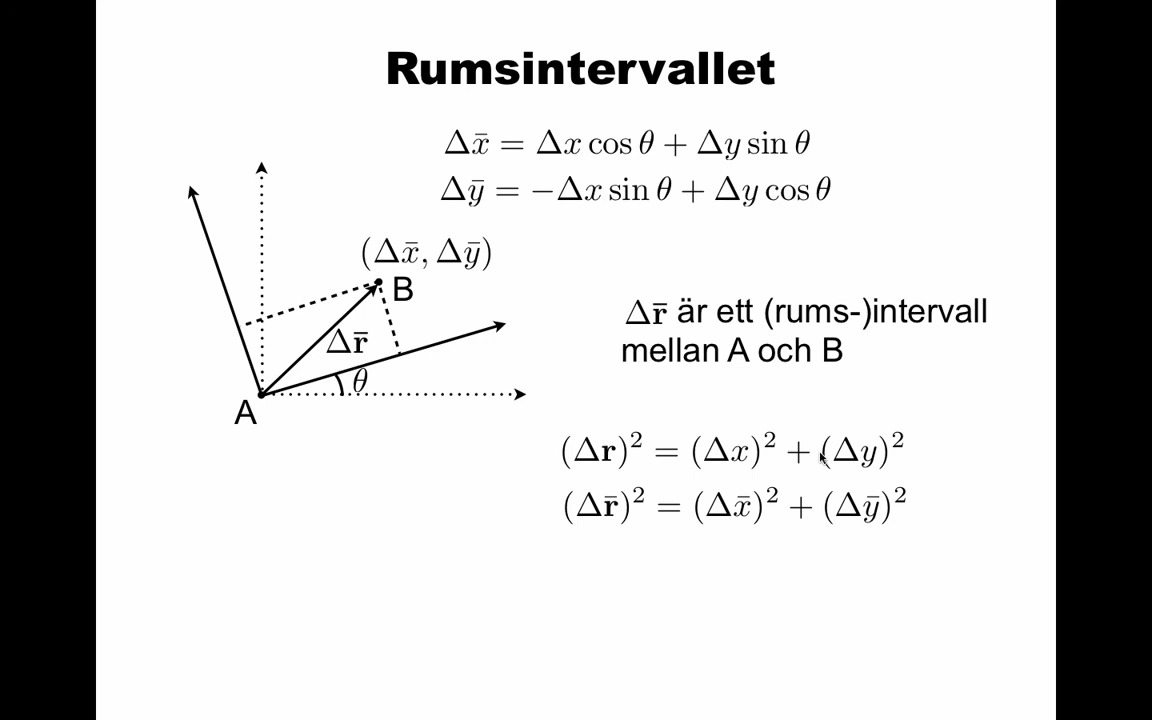 Rumsintervallet
Δx̄ = Δx cos θ + Δy sin θ
Δȳ = −Δx sin θ + Δy cos θ
(Δx̄, Δȳ)
B
Δr̄
θ
A
Δr̄ är ett (rums-)intervall
mellan A och B
(Δr)² = (Δx)² + (Δy)²
(Δr̄)² = (Δx̄)² + (Δȳ)²